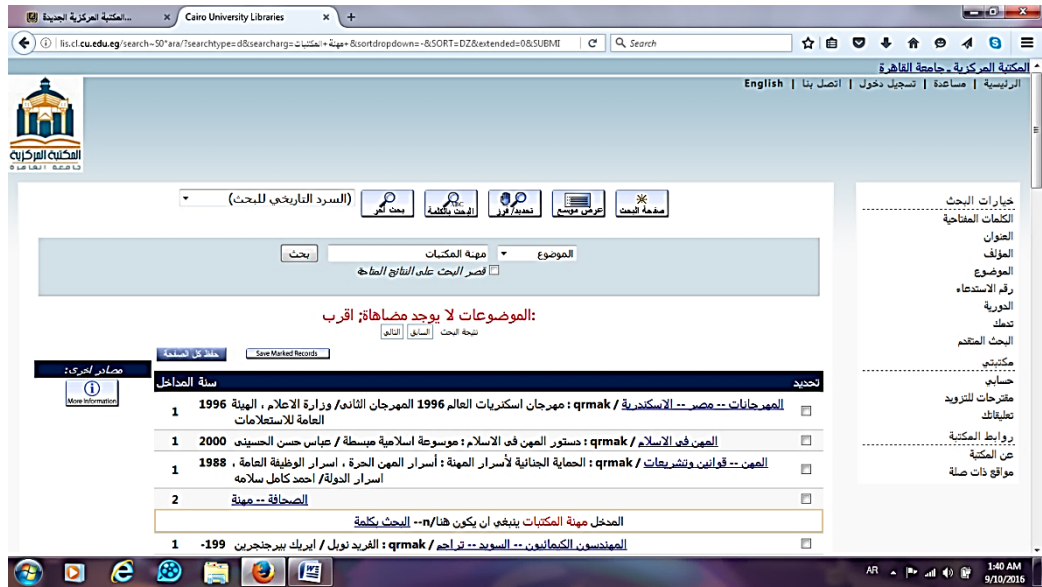 المكتبة المركزية الجديدة...
Cairo University Libraries
lis.cl.cu.edu.eg/search~S0*ara/?searchtype=d&searcharg=مهنة+المكتبات+&sortdropdown=-&SORT=DZ&extended=0&SUBMI
Search
المكتبة المركزية ـ جامعة القاهرة
الرئيسية | مساعدة | تسجيل دخول | اتصل بنا | English
المكتبة المركزية
جامعة القاهرة
صفحة البحث
عرض موسع
تحديد/ فرز
البحث بالكلمة
بحث آخر
(السرد التاريخي للبحث)
الموضوع
مهنة المكتبات
بحث
قصر البحث على النتائج المتاحة
الموضوعات لا يوجد مضاهاة; اقرب:
نتيجة البحث السابق التالي
Save Marked Records
حفظ كل الصفحة
تحديد
سنة المداخل
المهرجانات -- مصر -- الاسكندرية / qrmak : مهرجان اسكتريات العالم 1996 المهرجان الثانى/ وزارة الاعلام ، الهيئة 1996 1
العامة للاستعلامات
المهن فى الاسلام / qrmak : دستور المهن فى الاسلام : موسوعة اسلامية مبسطة / عباس حسن الحسينى 2000 1
المهن -- قوانين وتشريعات / qrmak : الحماية الجنائية لأسرار المهنة : أسرار المهن الحرة ، اسرار الوظيفة العامة ، 1988 1
اسرار الدولة/ احمد كامل سلامه
الصحافة -- مهنة 2
المدخل مهنة المكتبات ينبغي ان يكون هنا/n-- البحث بكلمة
المهندسون الكيمائيون -- السويد -- تراجم / qrmak : الفريد نوبل / ايريك بيرجنجرين 199- 1
مصادر اخرى:
More Information
خيارات البحث
الكلمات المفتاحية
العنوان
المؤلف
الموضوع
رقم الاستدعاء
الدورية
تدمك
البحث المتقدم
مكتبتي
حسابي
مقترحات للتزويد
تعليقاتك
روابط المكتبة
عن المكتبة
مواقع ذات صلة
AR
1:40 AM
9/10/2016